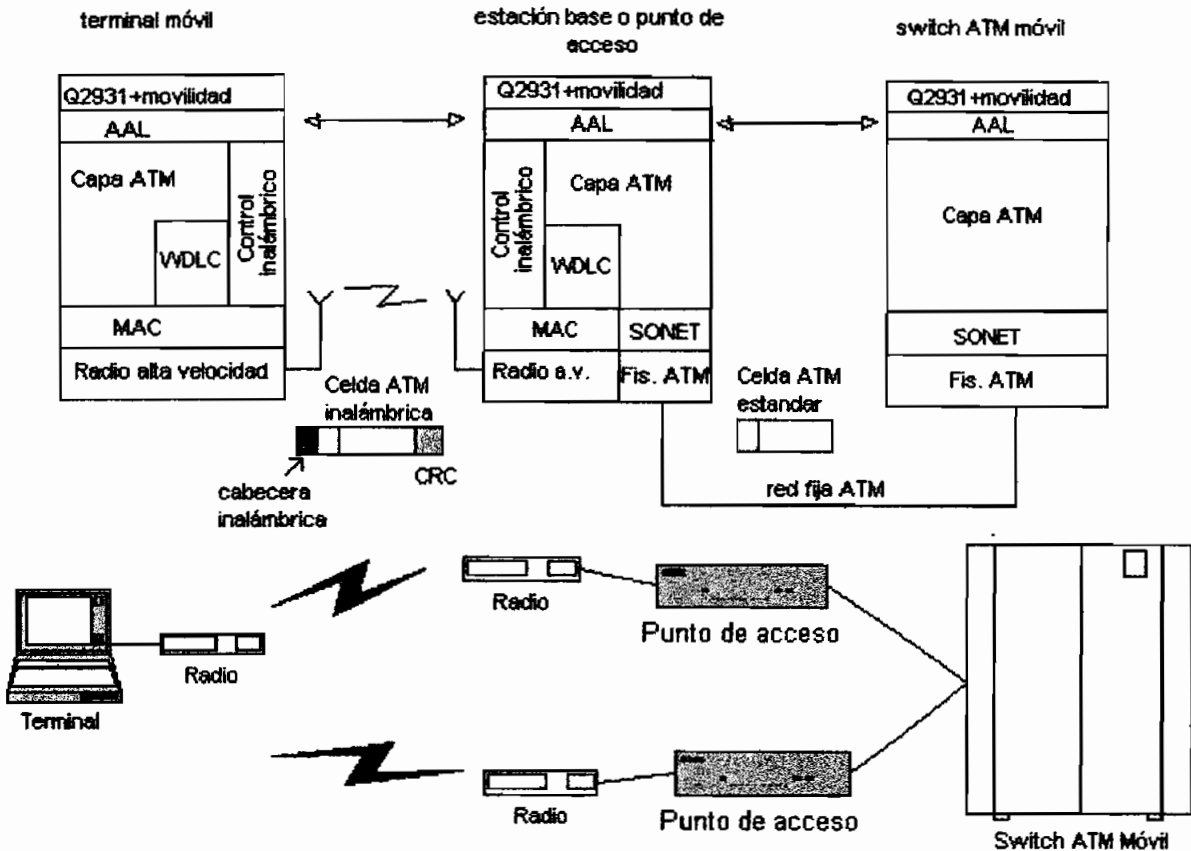 terminal móvil
estación base o punto de
acceso
switch ATM móvil
Q2931+movilidad
AAL
Capa ATM
Control
inalámbrico
WDLC
MAC
Radio alta velocidad
Q2931+movilidad
AAL
Control
inalámbrico
Capa ATM
WDLC
MAC
SONET
Radio a.v.
Fis. ATM
Q2931+movilidad
AAL
Capa ATM
SONET
Fis. ATM
Celda ATM
inalámbrica
CRC
cabecera
inalámbrica
Celda ATM
estandar
red fija ATM
Terminal
Radio
Radio
Punto de acceso
Radio
Punto de acceso
Switch ATM Móvil